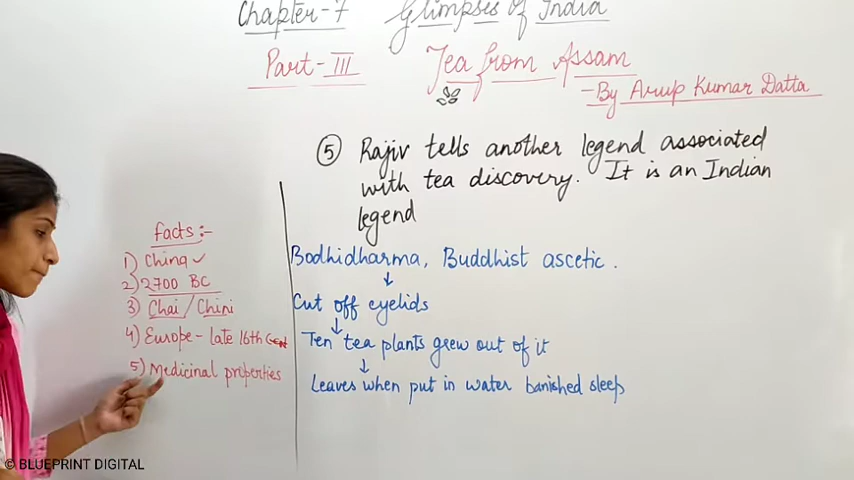 Chapter-7 Glimpses of India
Part-III Tea from Assam
-By Arup Kumar Datta
5 Rajiv tells another legend associated
with tea discovery. It is an Indian
legend
Facts:-
1) China ✓
2) 2700 BC
3) Chai/Chini
4) Europe - late 16th Cent
5) Medicinal properties
Bodhidharma, Buddhist ascetic.
↓
Cut off eyelids
↓
Ten tea plants grew out of it
↓
Leaves when put in water banished sleep
© BLUEPRINT DIGITAL